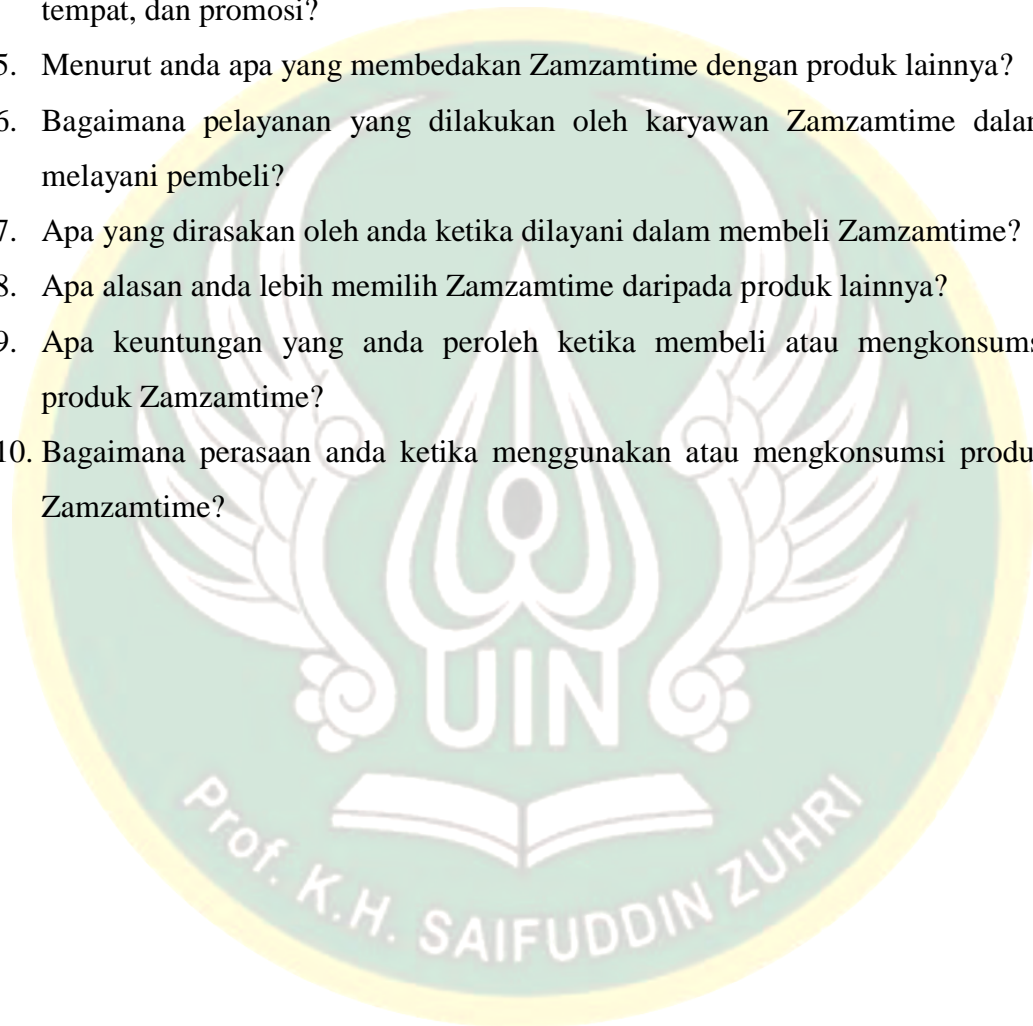 tempat, dan promosi?
5. Menurut anda apa yang membedakan Zamzamtime dengan produk lainnya?
6. Bagaimana pelayanan yang dilakukan oleh karyawan Zamzamtime dalam
melayani pembeli?
7. Apa yang dirasakan oleh anda ketika dilayani dalam membeli Zamzamtime?
8. Apa alasan anda lebih memilih Zamzamtime daripada produk lainnya?
9. Apa keuntungan yang anda peroleh ketika membeli atau mengkonsumsi
produk Zamzamtime?
10. Bagaimana perasaan anda ketika menggunakan atau mengkonsumsi produk
Zamzamtime?
UIN
Prof. K.H. SAIFUDDIN ZUHRI